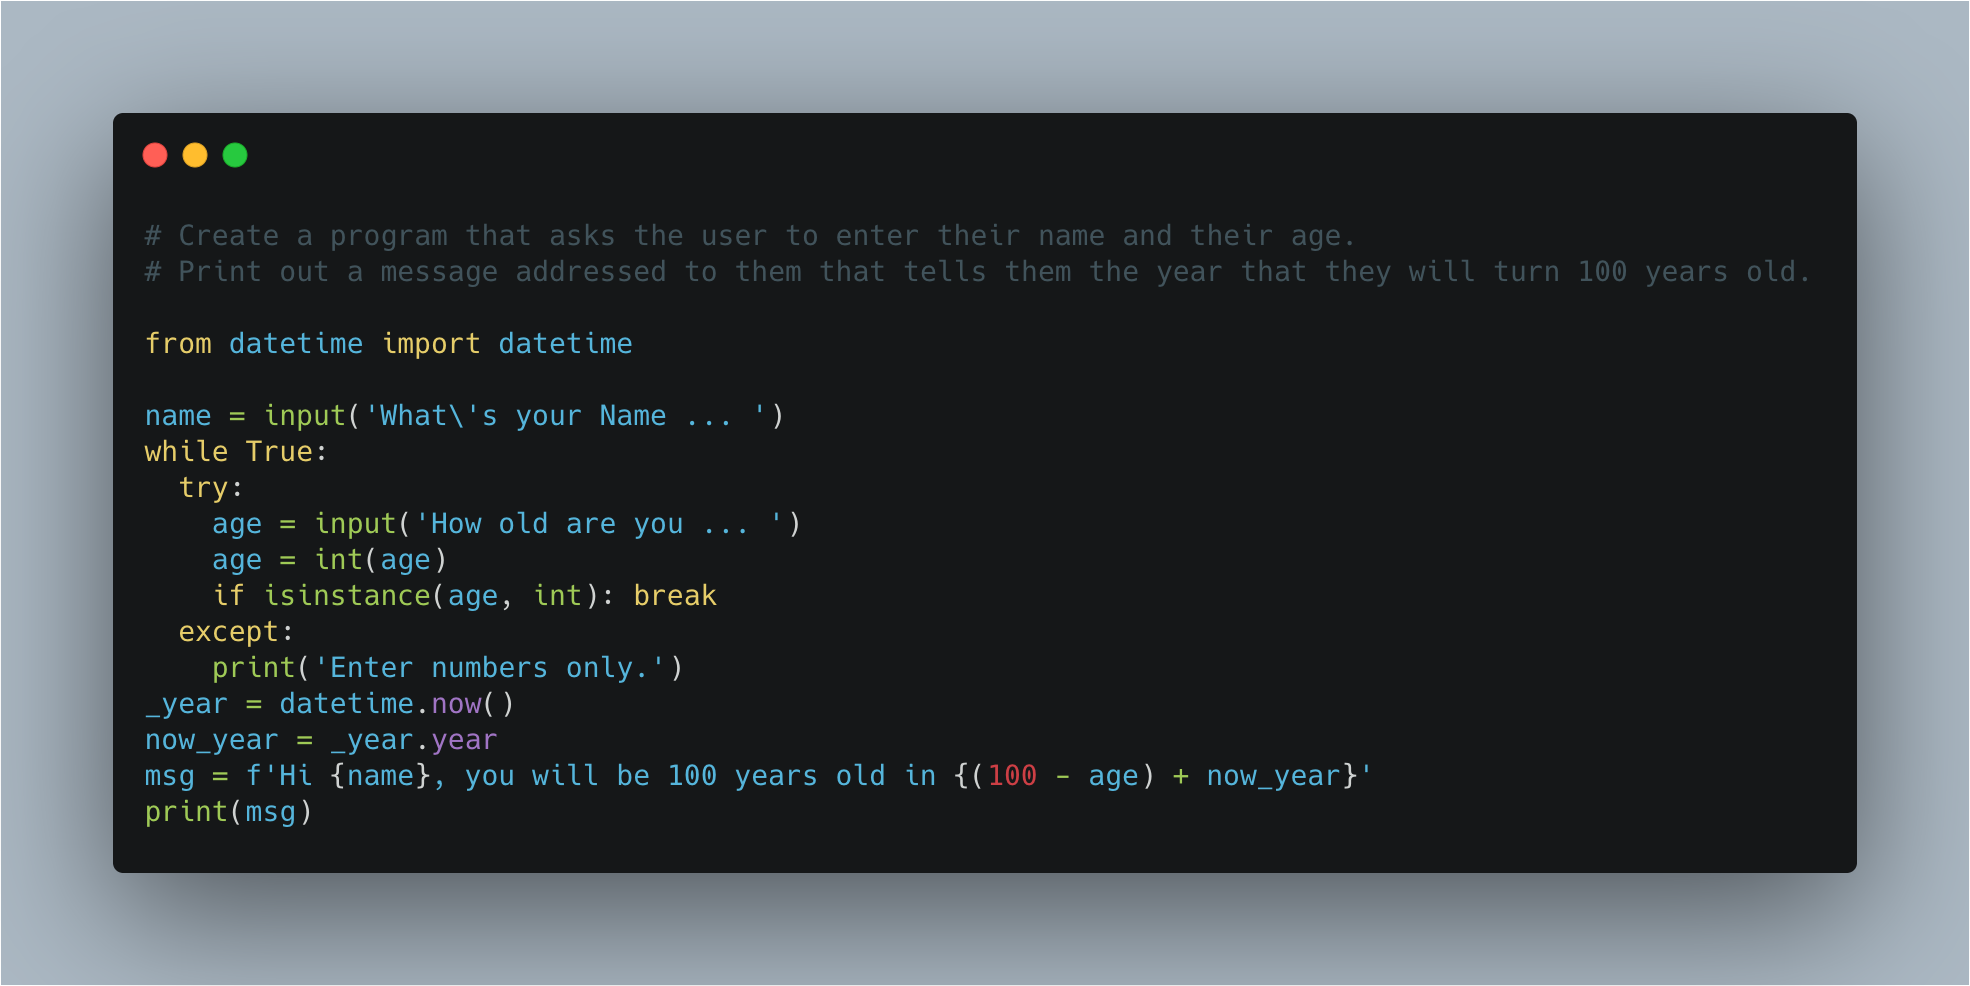 # Create a program that asks the user to enter their name and their age.
# Print out a message addressed to them that tells them the year that they will turn 100 years old.

from datetime import datetime

name = input('What\'s your Name ... ')
while True:
  try:
    age = input('How old are you ... ')
    age = int(age)
    if isinstance(age, int): break
  except:
    print('Enter numbers only.')
_year = datetime.now()
now_year = _year.year
msg = f'Hi {name}, you will be 100 years old in {(100 - age) + now_year}'
print(msg)